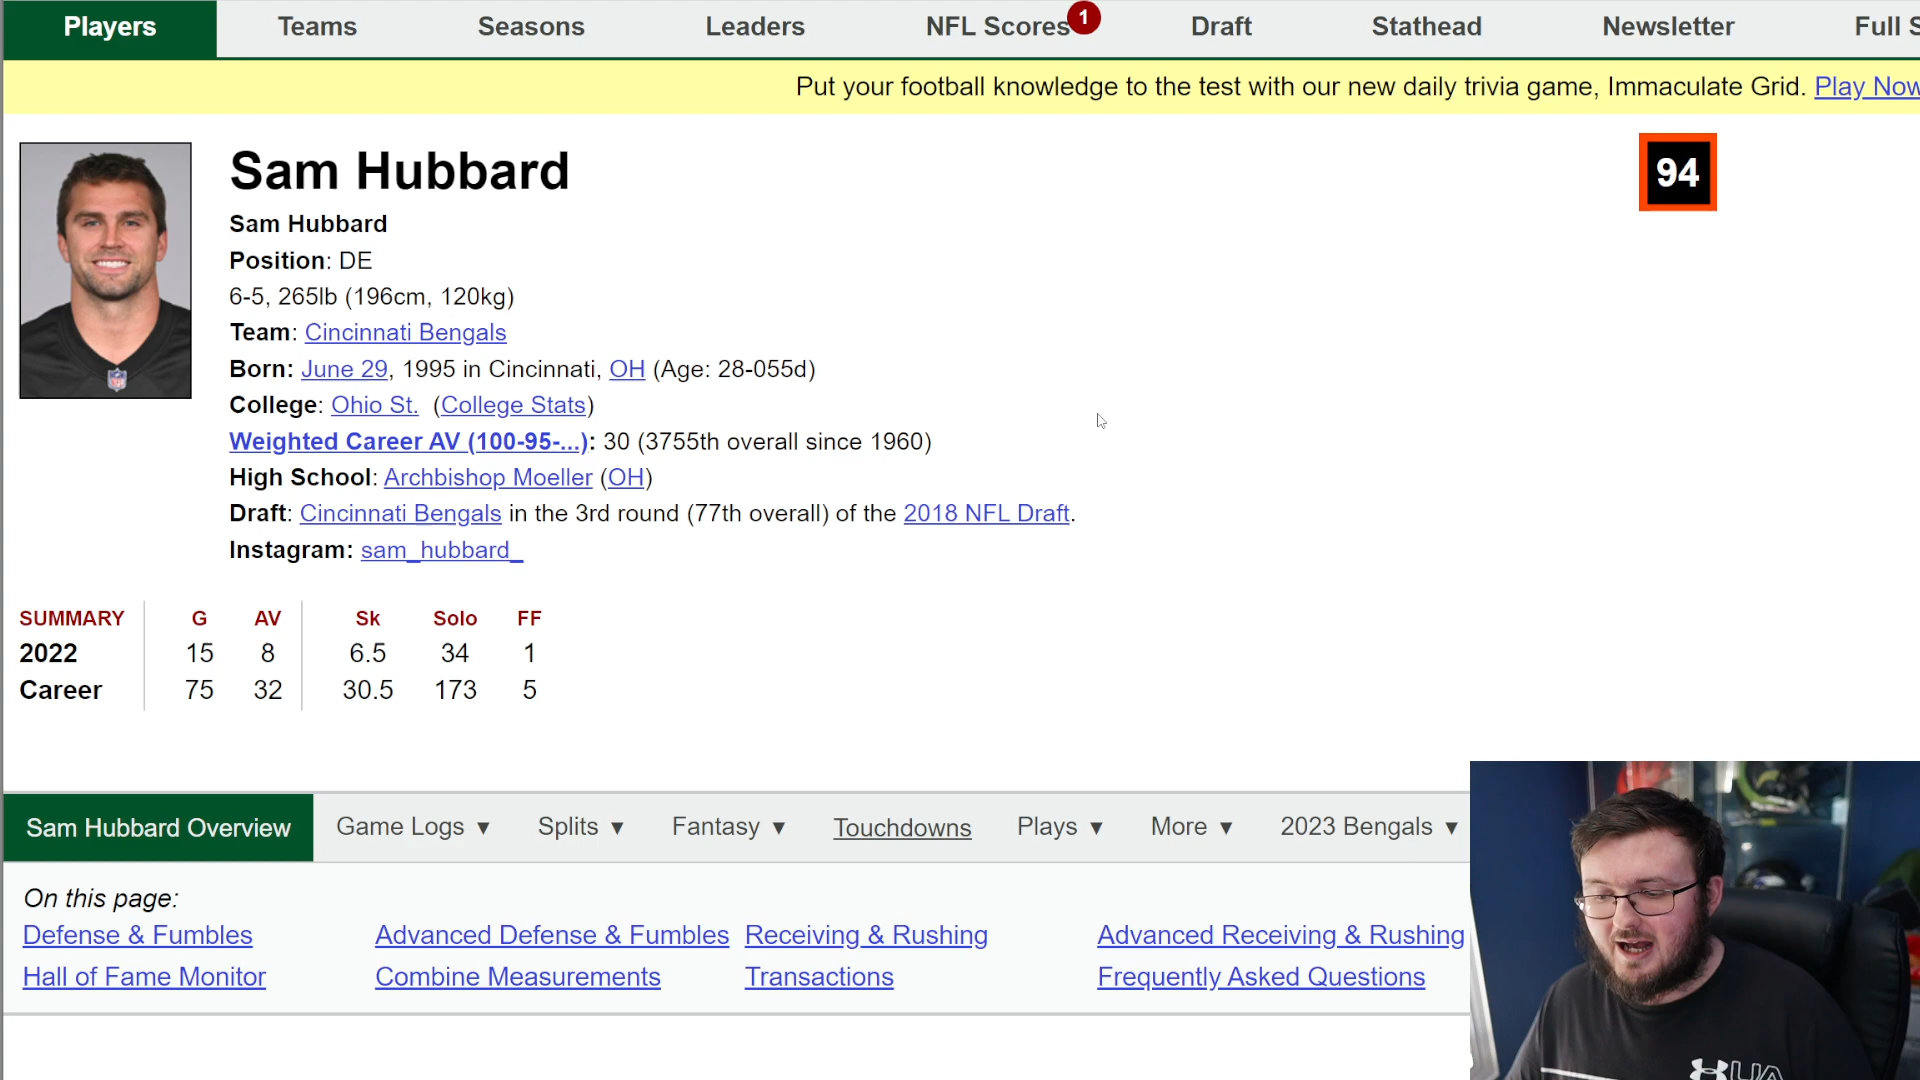 Players Teams Seasons Leaders NFL Scores 1 Draft Stathead Newsletter Full S
Put your football knowledge to the test with our new daily trivia game, Immaculate Grid. Play Now
Sam Hubbard
94
Sam Hubbard
Position: DE
6-5, 265lb (196cm, 120kg)
Team: Cincinnati Bengals
Born: June 29, 1995 in Cincinnati, OH (Age: 28-055d)
College: Ohio St. (College Stats)
Weighted Career AV (100-95-...): 30 (3755th overall since 1960)
High School: Archbishop Moeller (OH)
Draft: Cincinnati Bengals in the 3rd round (77th overall) of the 2018 NFL Draft.
Instagram: sam_hubbard_
SUMMARY G AV Sk Solo FF
2022 15 8 6.5 34 1
Career 75 32 30.5 173 5
Sam Hubbard Overview Game Logs ▼ Splits ▼ Fantasy ▼ Touchdowns Plays ▼ More ▼ 2023 Bengals ▼
On this page:
Defense & Fumbles Advanced Defense & Fumbles Receiving & Rushing Advanced Receiving & Rushing
Hall of Fame Monitor Combine Measurements Transactions Frequently Asked Questions
UA